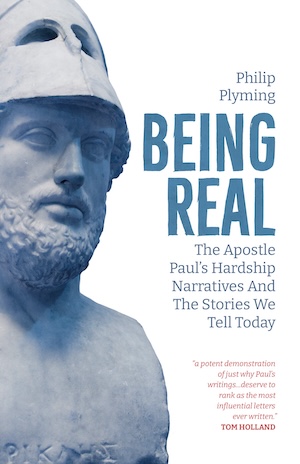 Philip
Plyming
BEING
REAL
The Apostle
Paul's Hardship
Narratives And
The Stories We
Tell Today
"a potent demonstration
of just why Paul's
writings...deserve to
rank as the most
influential letters
ever written."
TOM HOLLAND
ΡΙΚΛΣ